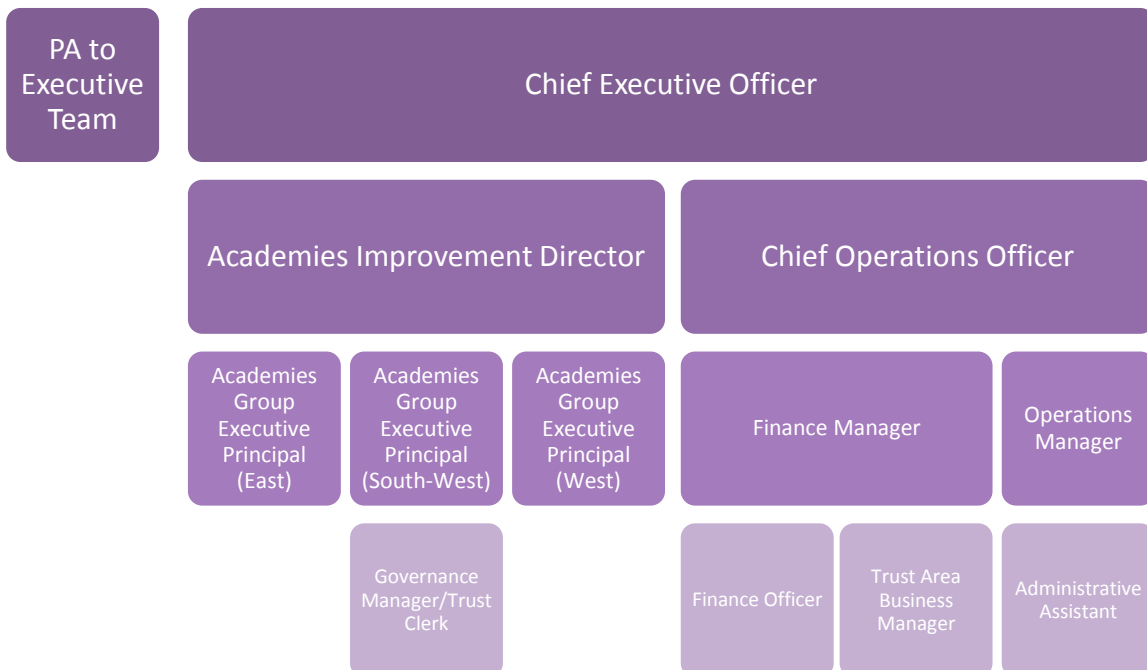 PA to
Executive
Team
Chief Executive Officer
Academies Improvement Director
Chief Operations Officer
Academies
Group
Executive
Principal
(East)
Academies
Group
Executive
Principal
(South-West)
Academies
Group
Executive
Principal
(West)
Finance Manager
Operations
Manager
Governance
Manager/Trust
Clerk
Finance Officer
Trust Area
Business
Manager
Administrative
Assistant